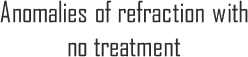 Anomalies of refraction with
no treatment